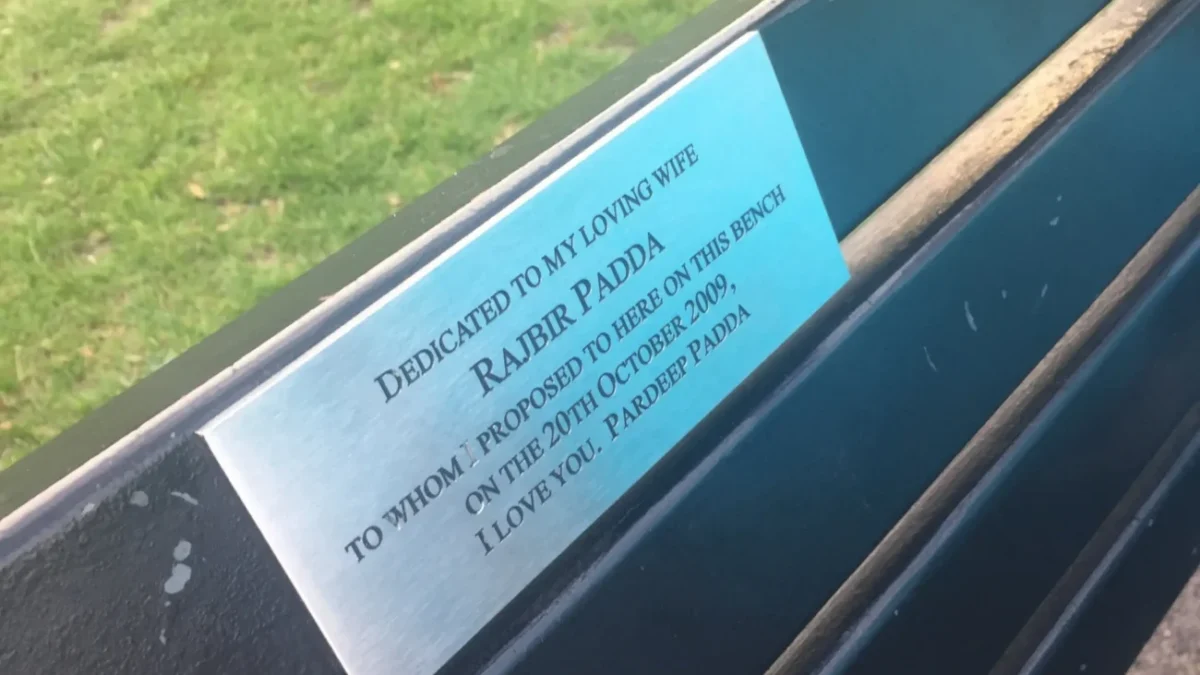 DEDICATED TO MY LOVING WIFE
RAJBIR PADDA
TO WHOM I PROPOSED TO HERE ON THIS BENCH
ON THE 20TH OCTOBER 2009,
I LOVE YOU. PARDEEP PADDA